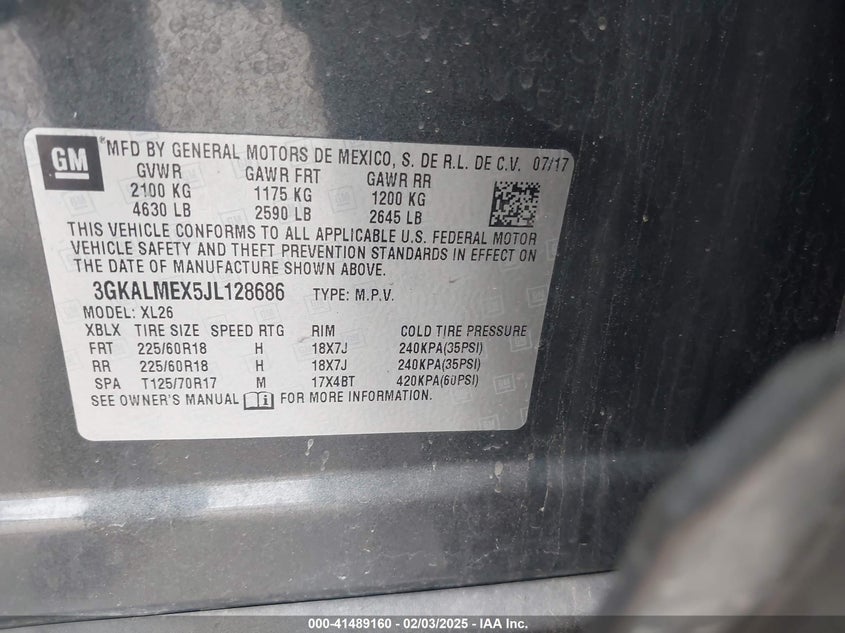 GM
*MFD BY GENERAL MOTORS DE MEXICO, S. DE R.L. DE C.V. 07/17
GVWR GAWR FRT GAWR RR
2100 KG 1175 KG 1200 KG
4630 LB 2590 LB 2645 LB
THIS VEHICLE CONFORMS TO ALL APPLICABLE U.S. FEDERAL MOTOR
VEHICLE SAFETY AND THEFT PREVENTION STANDARDS IN EFFECT ON
THE DATE OF MANUFACTURE SHOWN ABOVE.
3GKALMEX5JL128686 TYPE: M.P.V.
MODEL: XL26
XBLX TIRE SIZE SPEED RTG RIM COLD TIRE PRESSURE
FRT 225/60R18 H 18X7J 240KPA(35PSI)
RR 225/60R18 H 18X7J 240KPA(35PSI)
SPA T125/70R17 M 17X4BT 420KPA(60PSI)
SEE OWNER'S MANUAL FOR MORE INFORMATION.
000-41489160 - 02/03/2025 - IAA Inc.